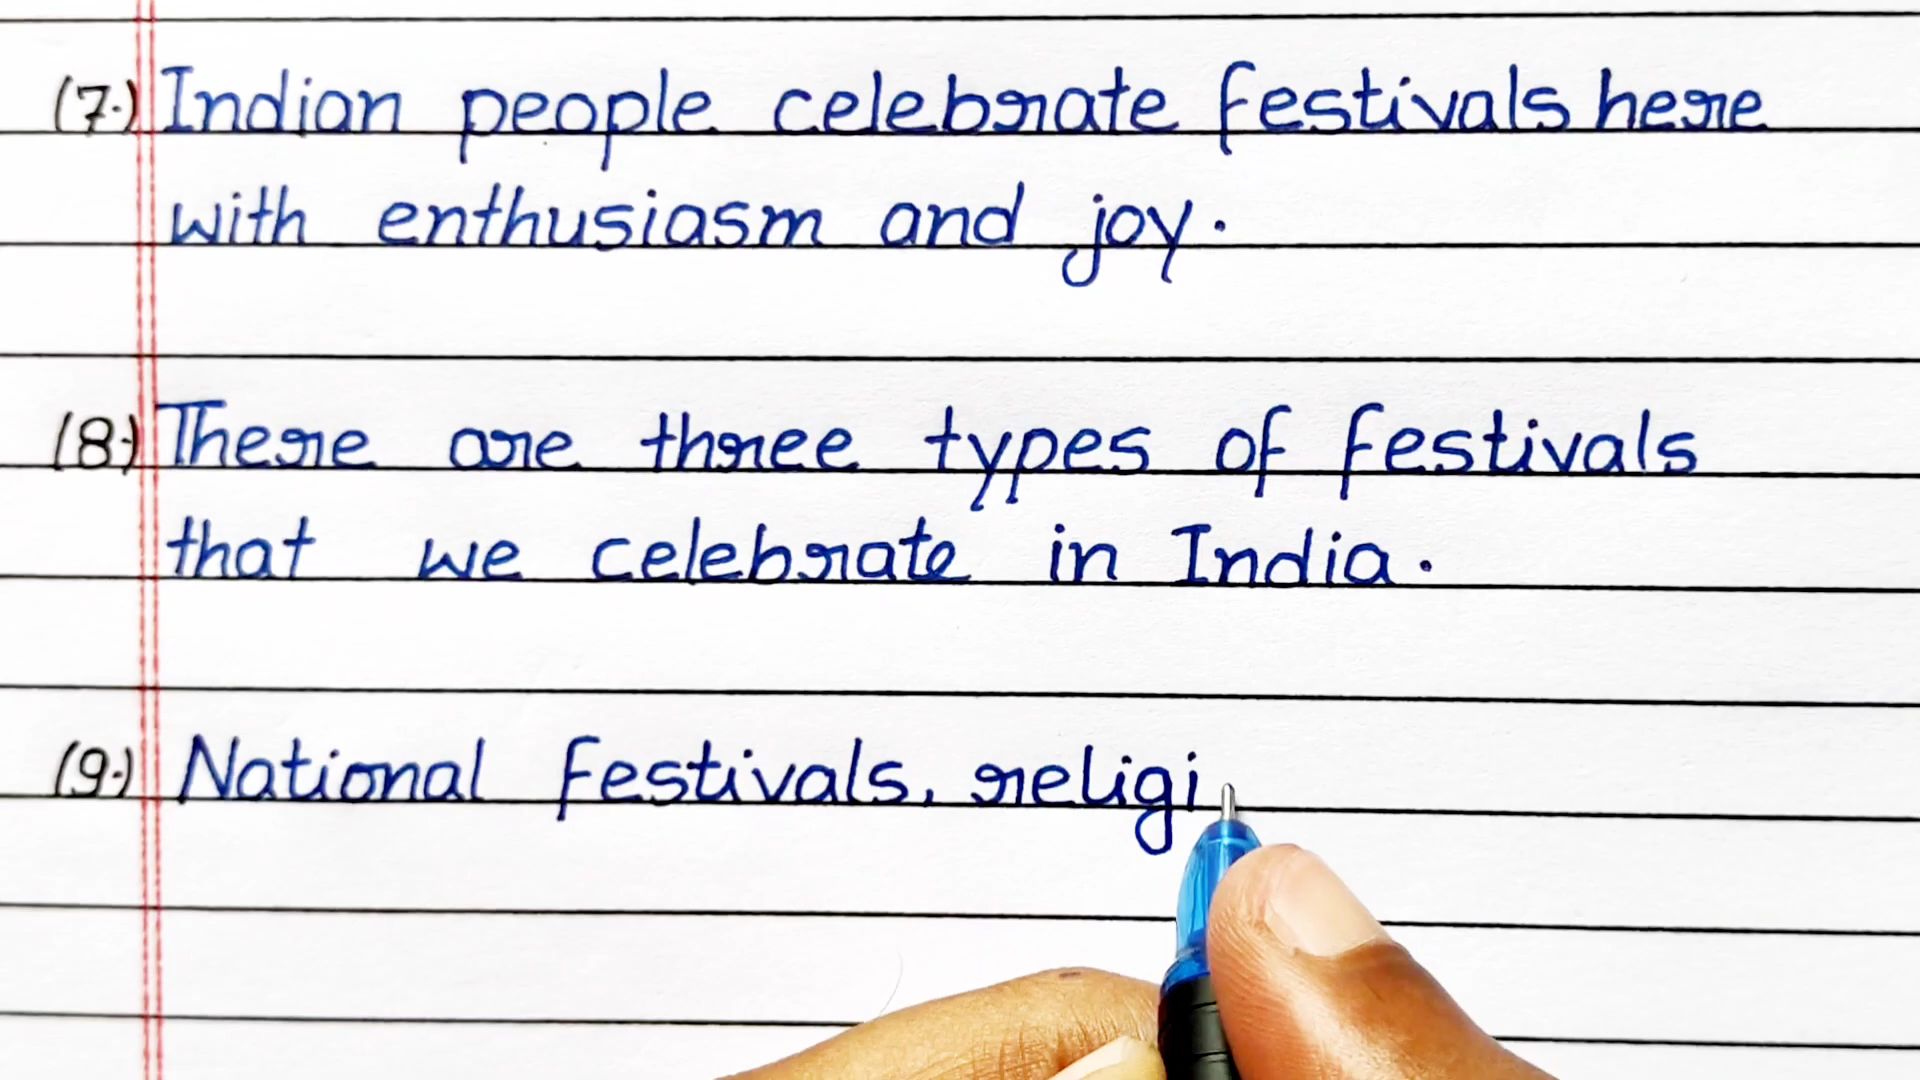 (7.) Indian people celebrate festivals here
with enthusiasm and joy.
(8.) There are three types of festivals
that we celebrate in India.
(9.) National festivals, religi